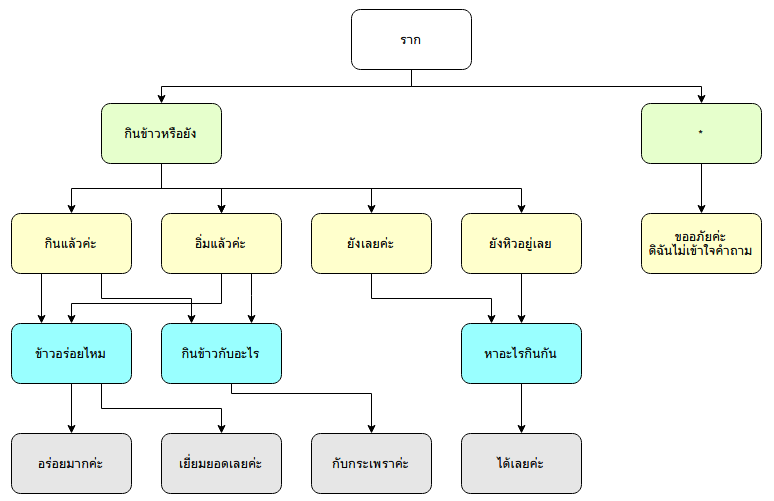 ราก
กินข้าวหรือยัง
*
กินแล้วค่ะ
อิ่มแล้วค่ะ
ยังเลยค่ะ
ยังหิวอยู่เลย
ขออภัยค่ะ
ดิฉันไม่เข้าใจคำถาม
ข้าวอร่อยไหม
กินข้าวกับอะไร
หาอะไรกินกัน
อร่อยมากค่ะ
เยี่ยมยอดเลยค่ะ
กับกระเพราค่ะ
ได้เลยค่ะ